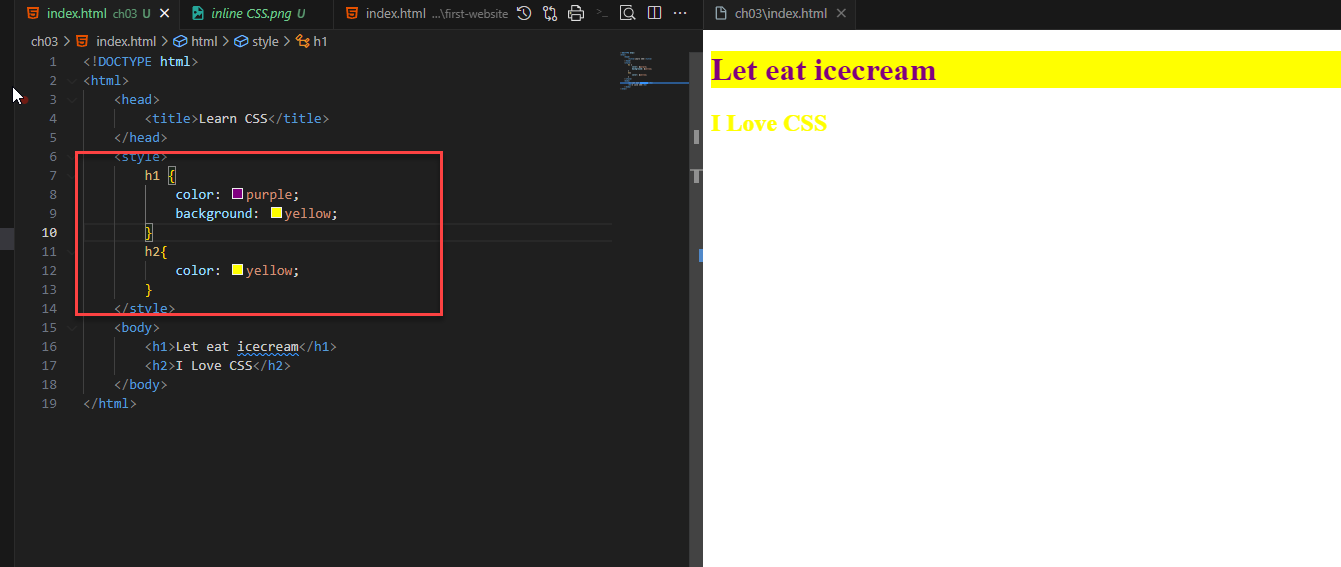 index.html ch03 U
inline CSS.png U
index.html ...\first-website
ch03\index.html
ch03 > index.html > html > style > h1
1 <!DOCTYPE html>
2 <html>
3 <head>
4 <title>Learn CSS</title>
5 </head>
6 <style>
7 h1 {
8 color: purple;
9 background: yellow;
10 }
11 h2{
12 color: yellow;
13 }
14 </style>
15 <body>
16 <h1>Let eat icecream</h1>
17 <h2>I Love CSS</h2>
18 </body>
19 </html>
Let eat icecream
I Love CSS